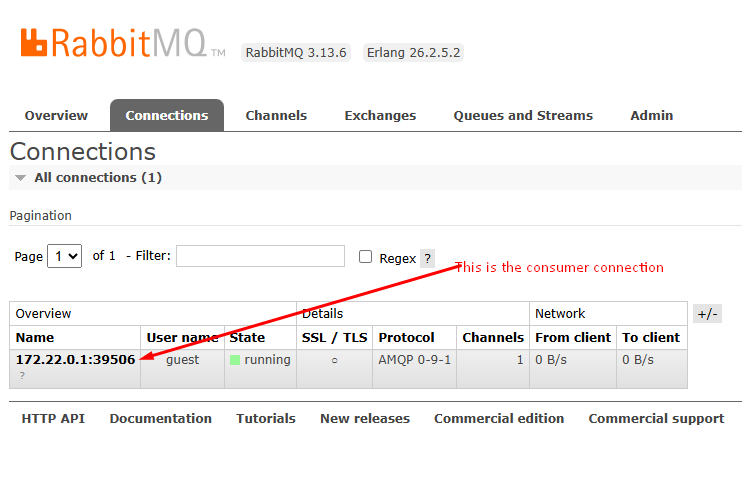 RabbitMQ TM RabbitMQ 3.13.6 Erlang 26.2.5.2
Overview Connections Channels Exchanges Queues and Streams Admin
Connections
All connections (1)
Pagination
Page 1 of 1 - Filter: Regex ?
This is the consumer connection
Overview Details Network +/-
Name User name State SSL / TLS Protocol Channels From client To client
172.22.0.1:39506 guest running ○ AMQP 0-9-1 1 0 B/s 0 B/s
?
HTTP API Documentation Tutorials New releases Commercial edition Commercial support